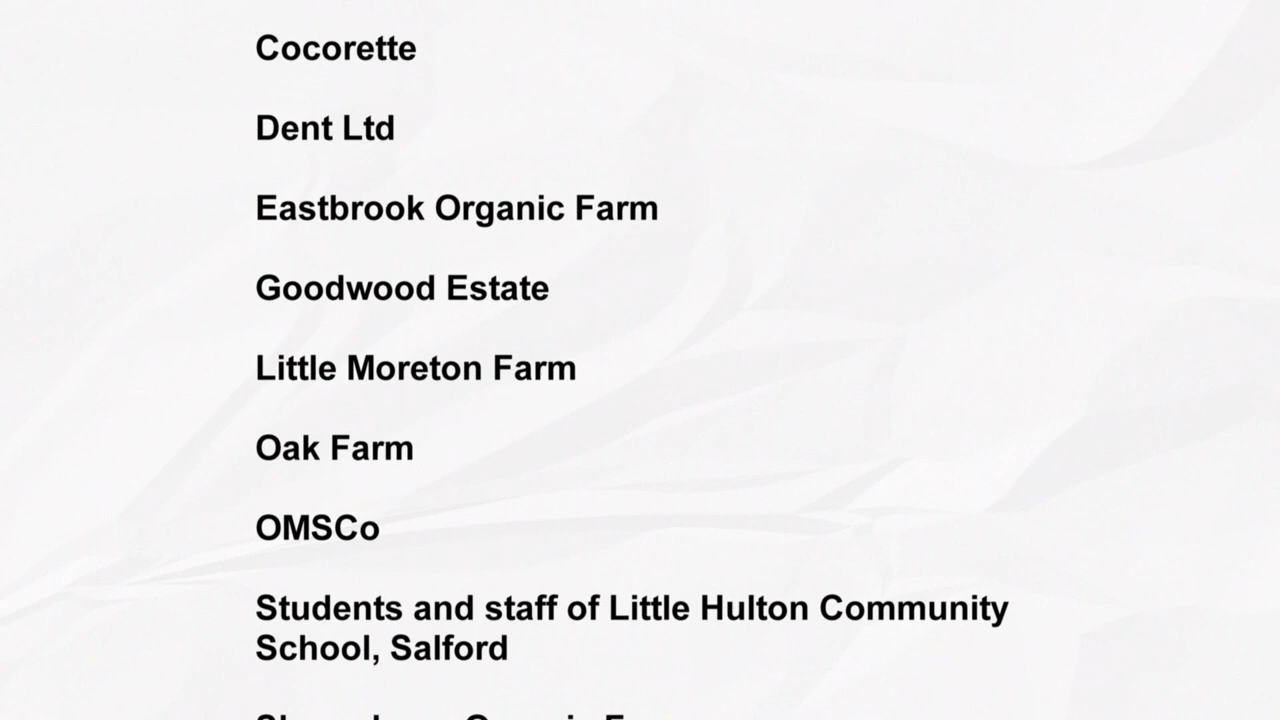 Cocorette
Dent Ltd
Eastbrook Organic Farm
Goodwood Estate
Little Moreton Farm
Oak Farm
OMSCo
Students and staff of Little Hulton Community
School, Salford